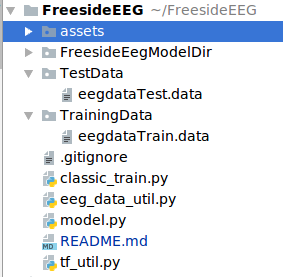 FreesideEEG ~/FreesideEEG
assets
FreesideEegModelDir
TestData
eegdataTest.data
TrainingData
eegdataTrain.data
.gitignore
classic_train.py
eeg_data_util.py
model.py
MD README.md
tf_util.py